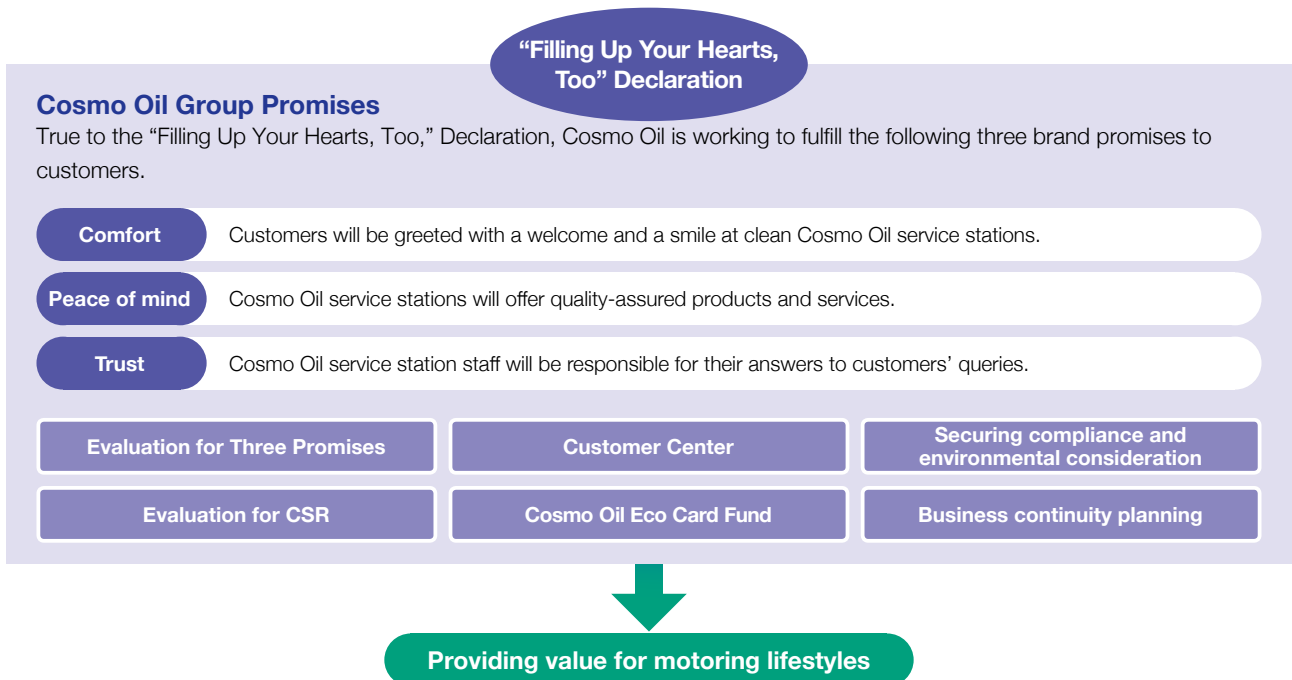 “Filling Up Your Hearts,
Too” Declaration
Cosmo Oil Group Promises
True to the “Filling Up Your Hearts, Too,” Declaration, Cosmo Oil is working to fulfill the following three brand promises to
customers.
Comfort
Customers will be greeted with a welcome and a smile at clean Cosmo Oil service stations.
Peace of mind
Cosmo Oil service stations will offer quality-assured products and services.
Trust
Cosmo Oil service station staff will be responsible for their answers to customers’ queries.
Evaluation for Three Promises
Customer Center
Securing compliance and
environmental consideration
Evaluation for CSR
Cosmo Oil Eco Card Fund
Business continuity planning
Providing value for motoring lifestyles